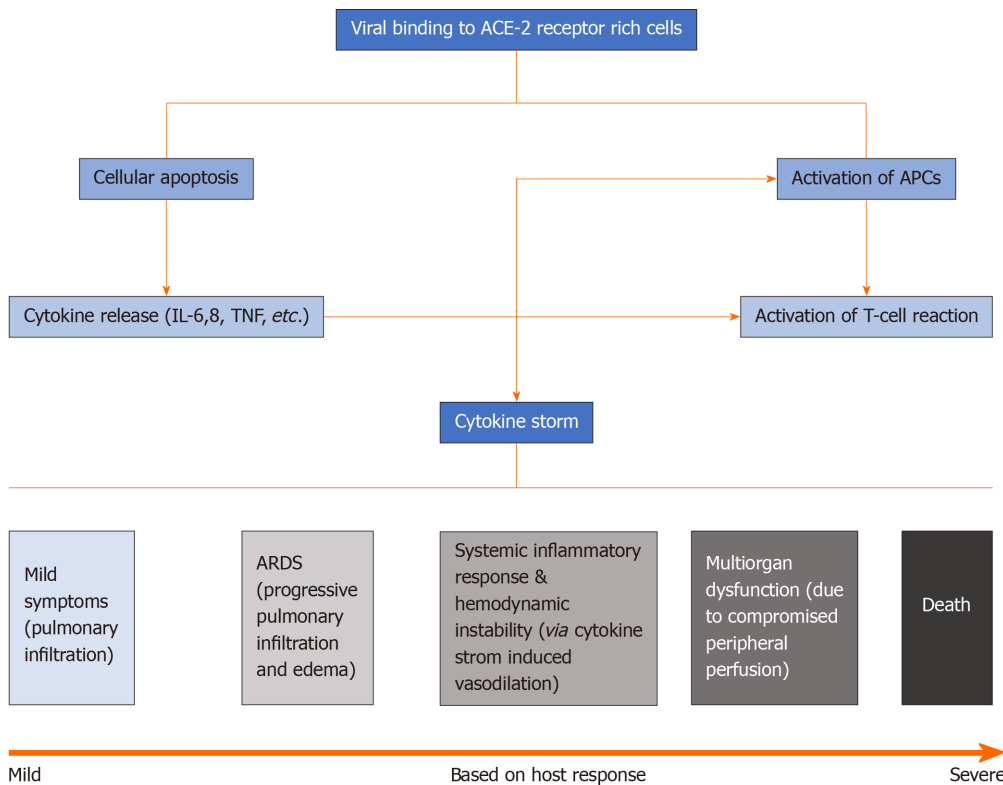 Viral binding to ACE-2 receptor rich cells
Cellular apoptosis
Activation of APCs
Cytokine release (IL-6,8, TNF, etc.)
Activation of T-cell reaction
Cytokine storm
Mild
symptoms
(pulmonary
infiltration)
ARDS
(progressive
pulmonary
infiltration
and edema)
Systemic inflammatory
response &
hemodynamic
instability (via cytokine
strom induced
vasodilation)
Multiorgan
dysfunction (due
to compromised
peripheral
perfusion)
Death
Mild
Based on host response
Severe